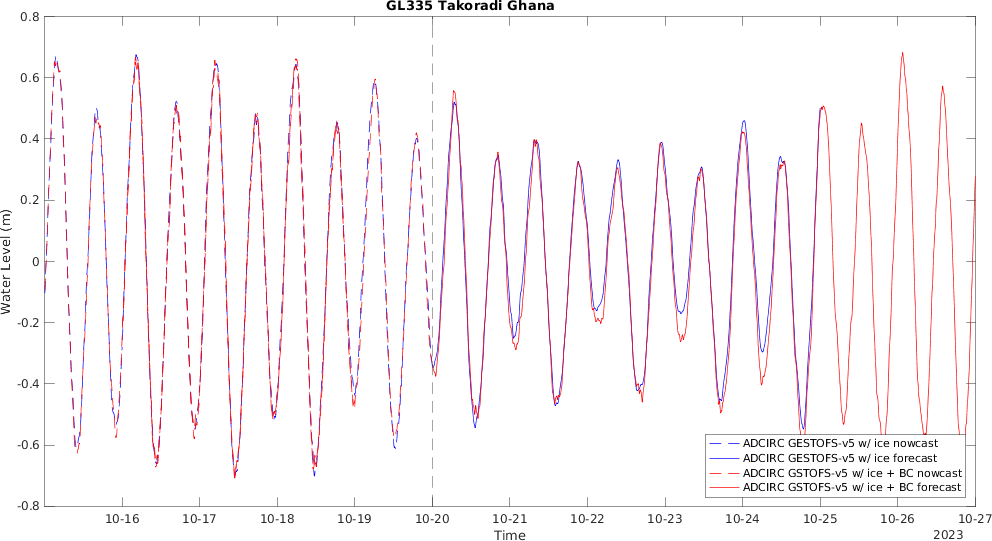 GL335 Takoradi Ghana
0.8
0.6
0.4
0.2
0
-0.2
-0.4
-0.6
-0.8
Water Level (m)
10-16 10-17 10-18 10-19 10-20 10-21 10-22 10-23 10-24 10-25 10-26 10-27
Time
2023
ADCIRC GESTOFS-v5 w/ ice nowcast
ADCIRC GESTOFS-v5 w/ ice forecast
ADCIRC GSTOFS-v5 w/ ice + BC nowcast
ADCIRC GSTOFS-v5 w/ ice + BC forecast